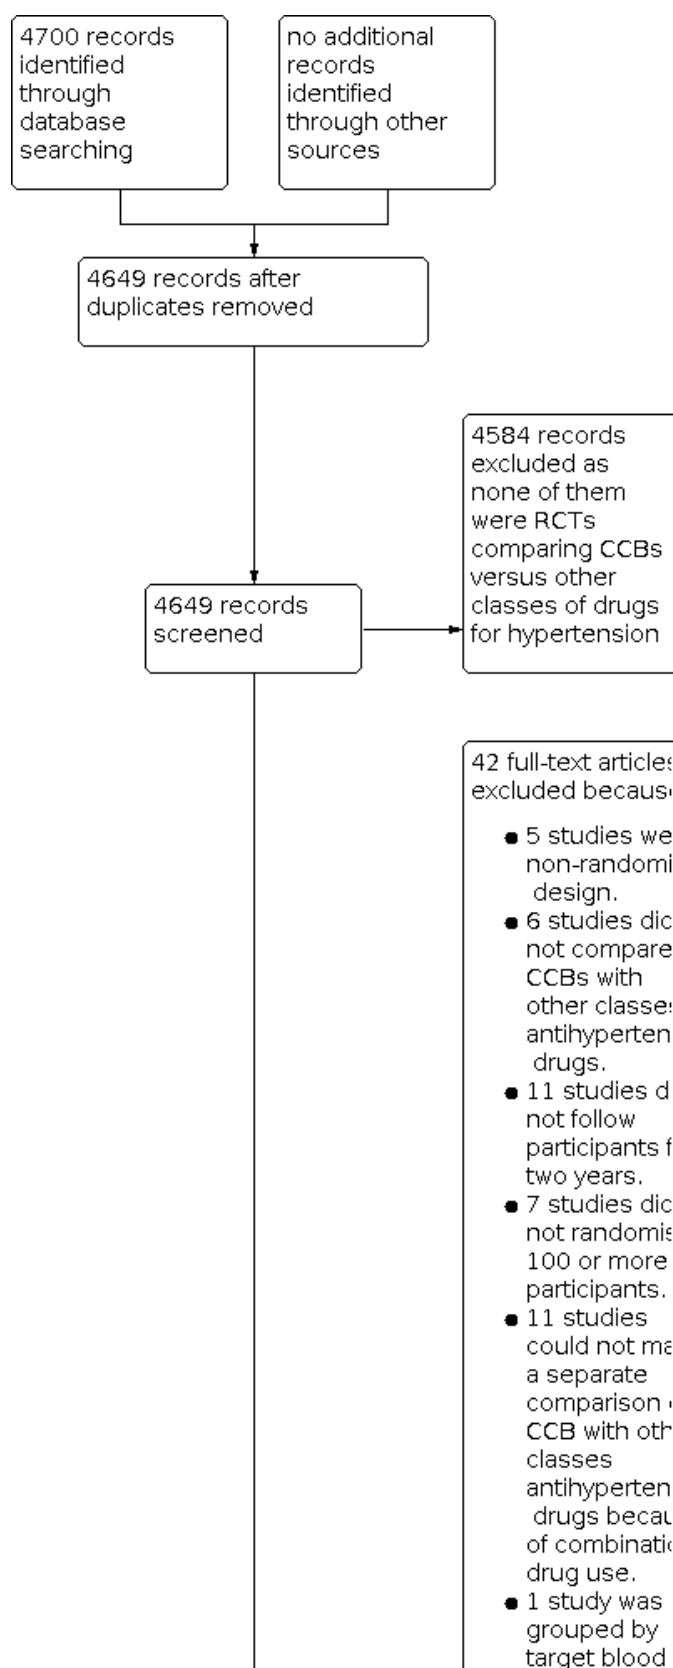 4700 records
identified
through
database
searching
no additional
records
identified
through other
sources
4649 records after
duplicates removed
4584 records
excluded as
none of them
were RCTs
comparing CCBs
versus other
classes of drugs
for hypertension
4649 records
screened
42 full-text articles
excluded
● 5 studies
design.
● 6 studies
not compare
CCBs with
other classes
drugs.
● 11 studies
not follow
participants
two years.
● 7 studies
not
100 or more
participants.
● 11 studies
could not
a separate
comparison
CCB with
classes
drugs
of
drug use.
● 1 study was
grouped by
target blood